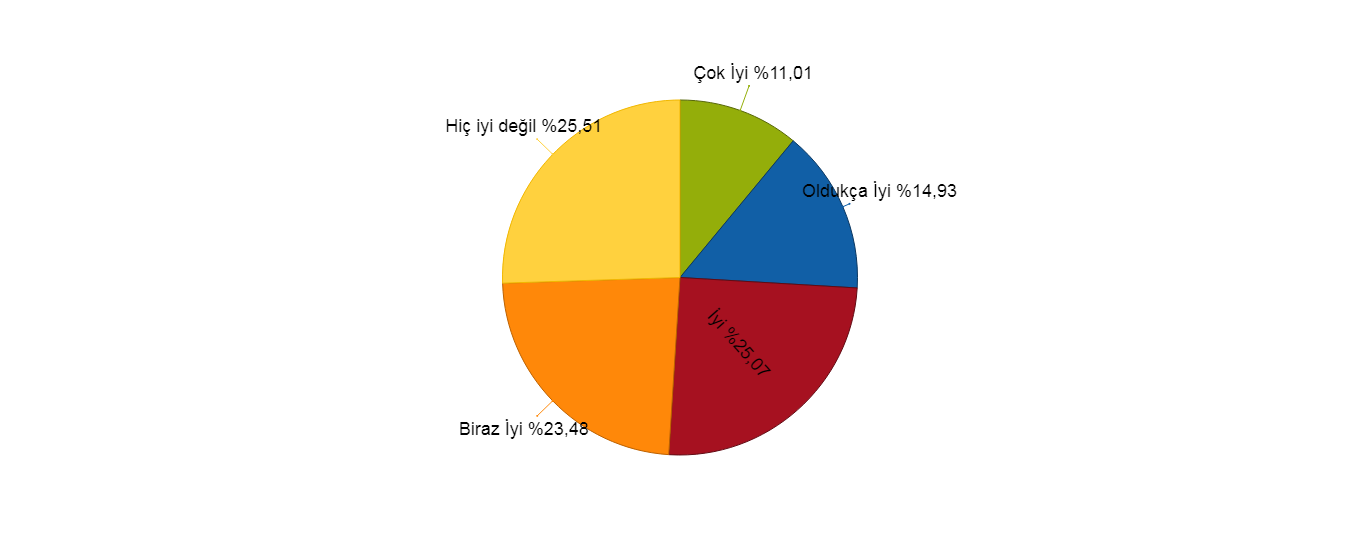 Çok İyi %11,01
Hiç iyi değil %25,51
Oldukça İyi %14,93
İyi %25,07
Biraz İyi %23,48